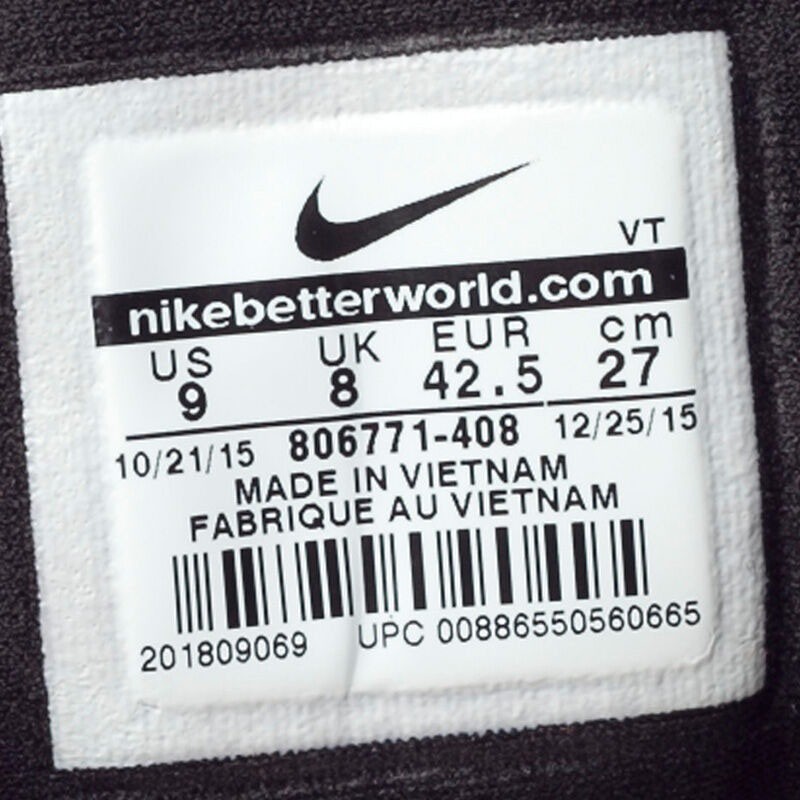 VT
nikebetterworld.com
US UK EUR cm
9 8 42.5 27
10/21/15 806771-408 12/25/15
MADE IN VIETNAM
FABRIQUE AU VIETNAM
201809069 UPC 00886550560665